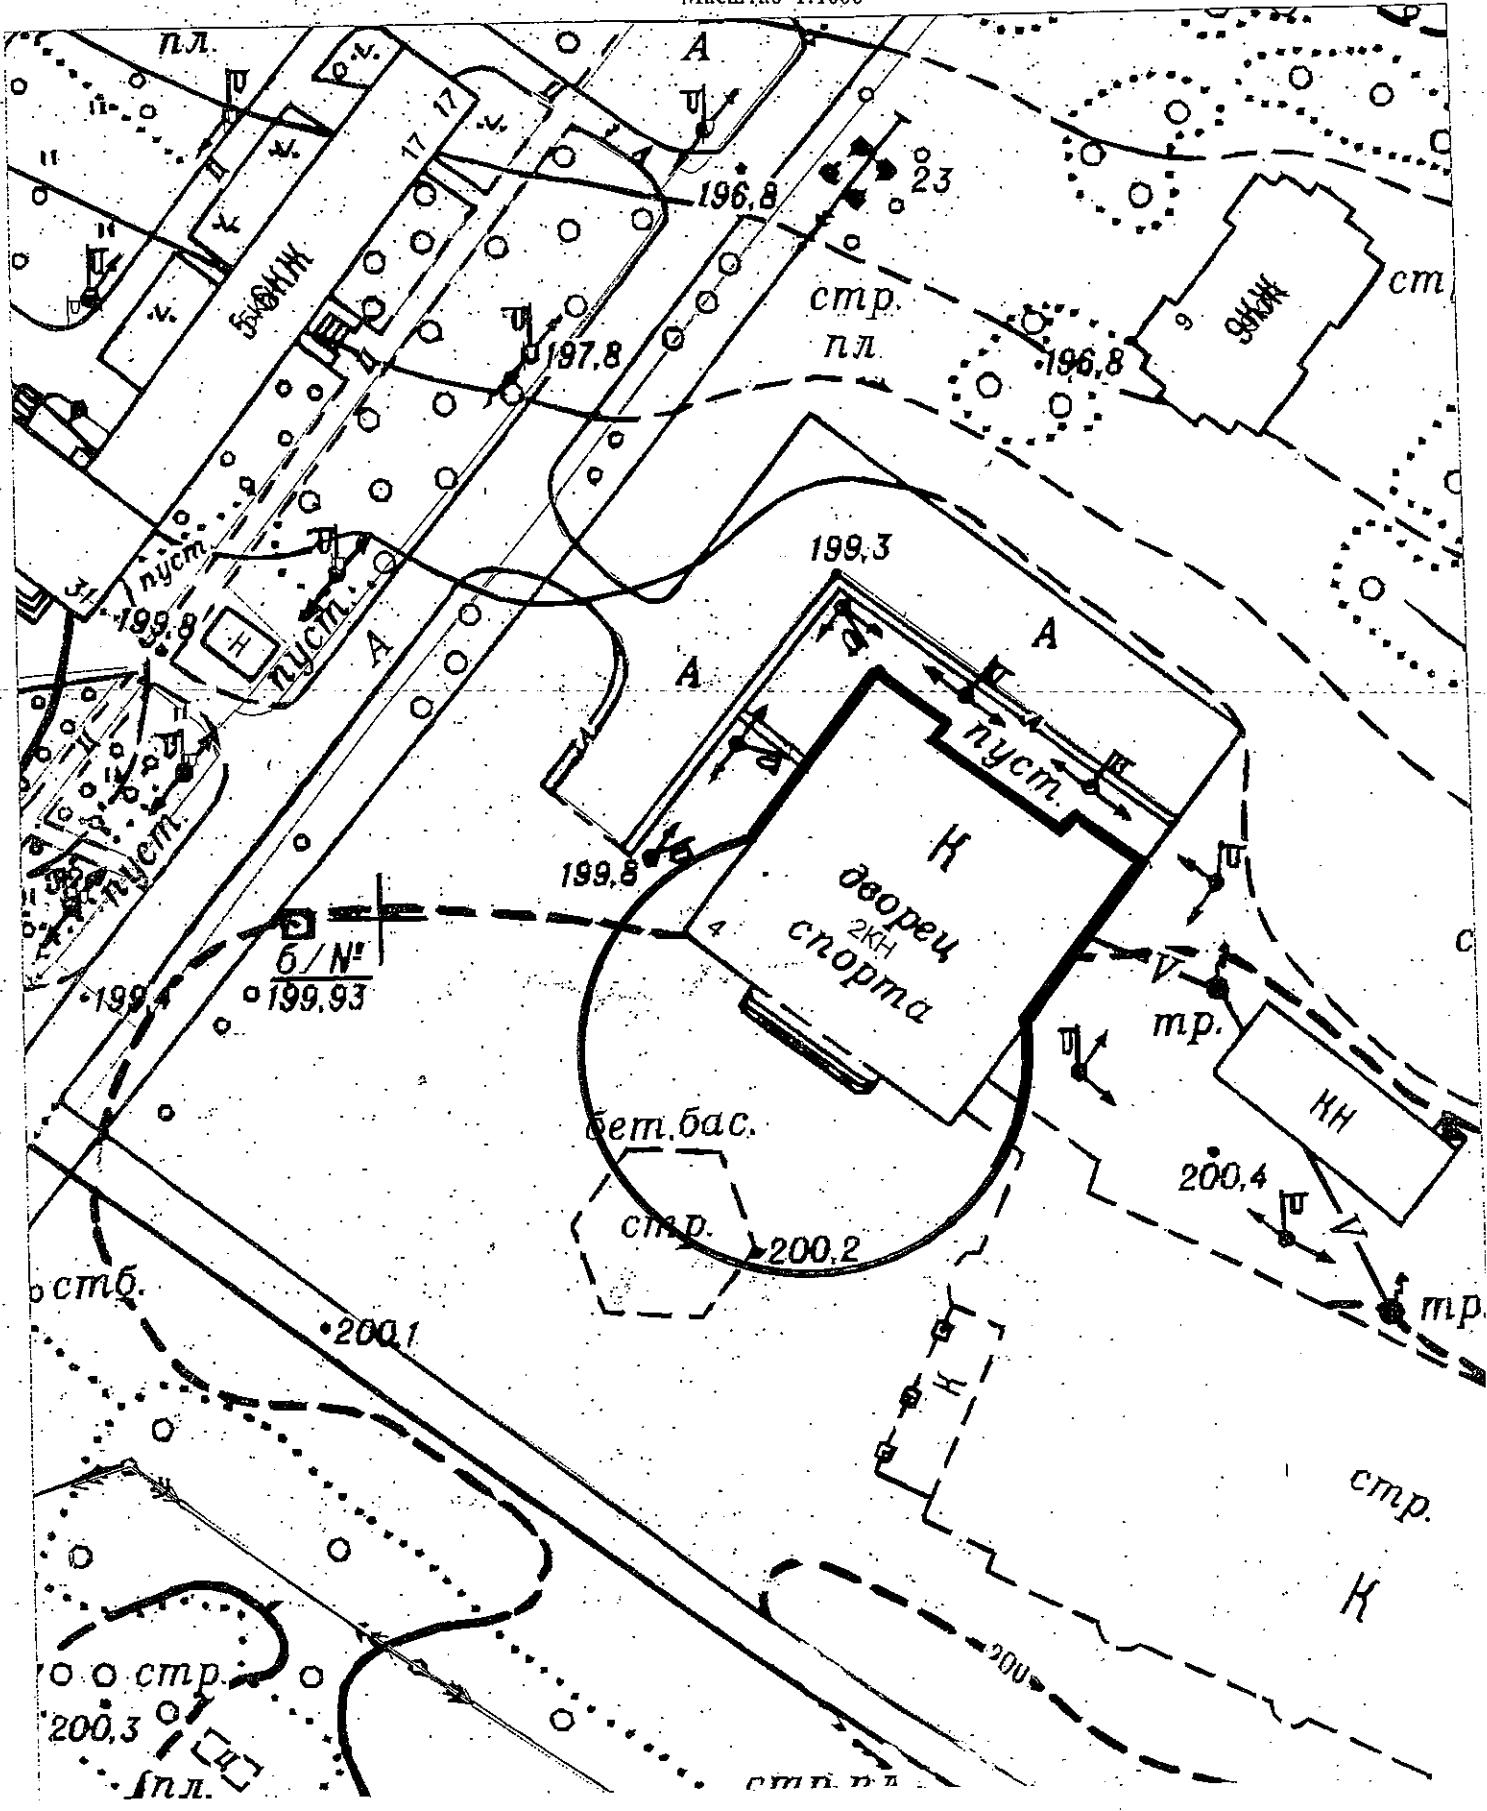 пл.
А
17
17
А
196,8
23
стр.
пл
196,8
9
197,8
5КЖ
ст
199,3
А
пуст.
31
199,8
Н
пуст.
А
А
пуст.
199,8
К
дворец
2КН
спорта
4
пуст.
б/№
199,93
199,4
с
тр.
КН
бет.бас.
200,4
стр.
200,2
стб.
200,1
тр.
К
стр.
К
200
стр.
200,3
пл.